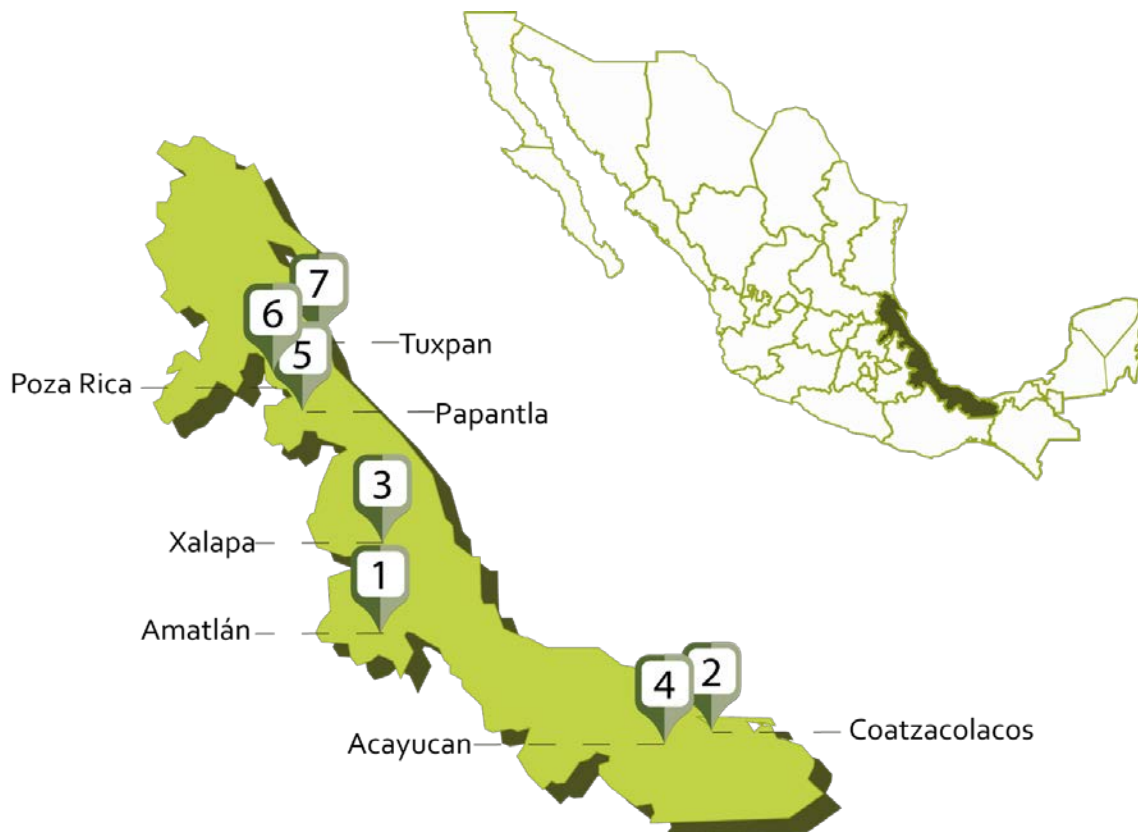 7
6
5
Tuxpan
Poza Rica
Papantla
3
Xalapa
1
Amatlán
4
2
Coatzacolacos
Acayucan